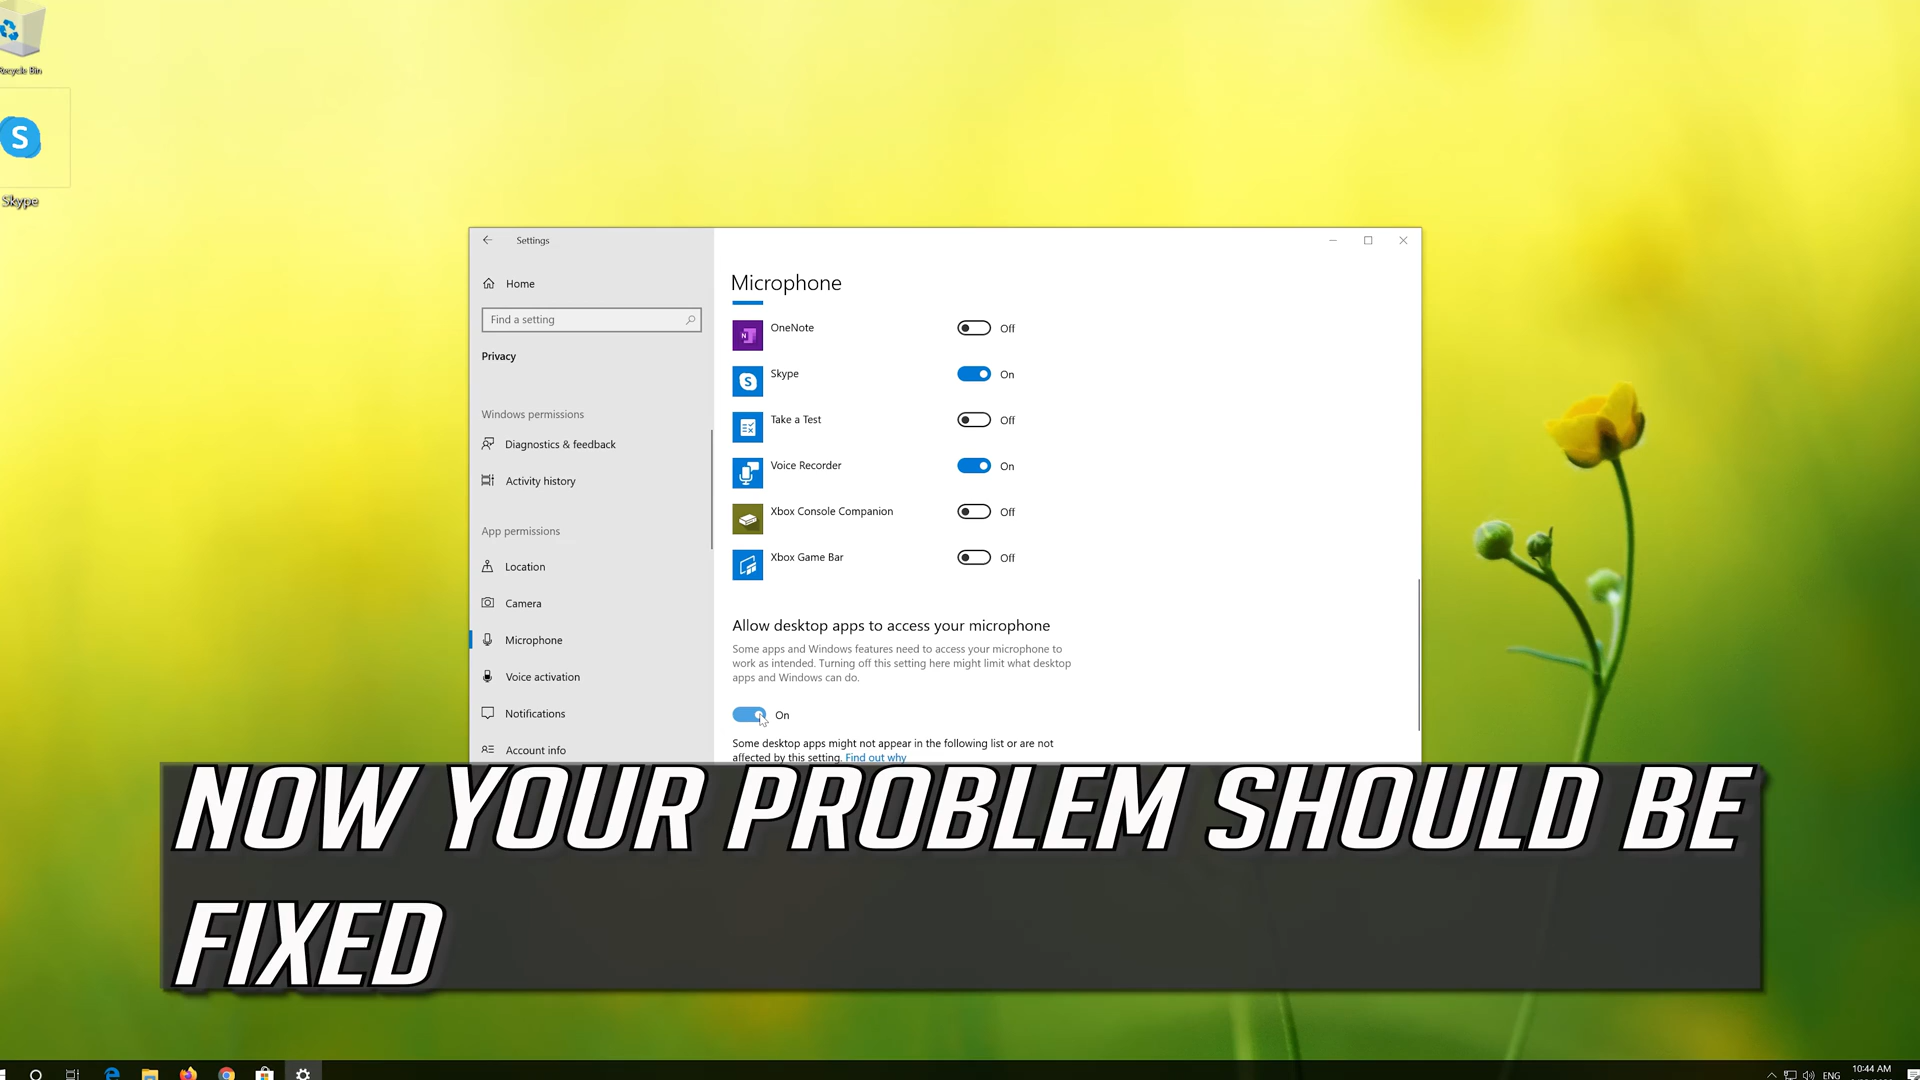 Recycle Bin
Skype
Settings
Home
Find a setting
Privacy
Windows permissions
Diagnostics & feedback
Activity history
App permissions
Location
Camera
Microphone
Voice activation
Notifications
Account info
Microphone
OneNote Off
Skype On
Take a Test Off
Voice Recorder On
Xbox Console Companion Off
Xbox Game Bar Off
Allow desktop apps to access your microphone
Some apps and Windows features need to access your microphone to
work as intended. Turning off this setting here might limit what desktop
apps and Windows can do.
On
Some desktop apps might not appear in the following list or are not
affected by this setting. Find out why
NOW YOUR PROBLEM SHOULD BE
FIXED
ENG
10:44 AM